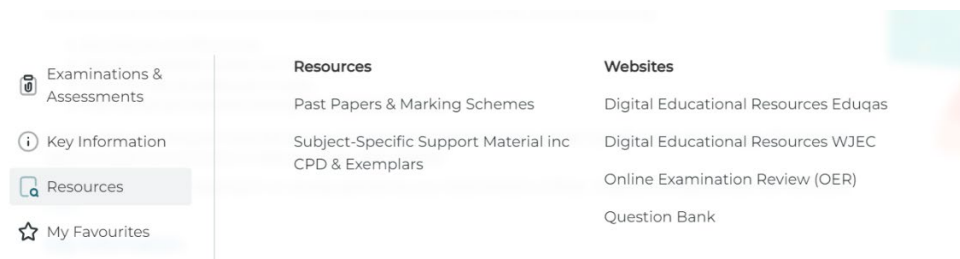 Examinations &
Assessments
Key Information
Resources
My Favourites
Resources
Past Papers & Marking Schemes
Subject-Specific Support Material inc
CPD & Exemplars
Websites
Digital Educational Resources Eduqas
Digital Educational Resources WJEC
Online Examination Review (OER)
Question Bank